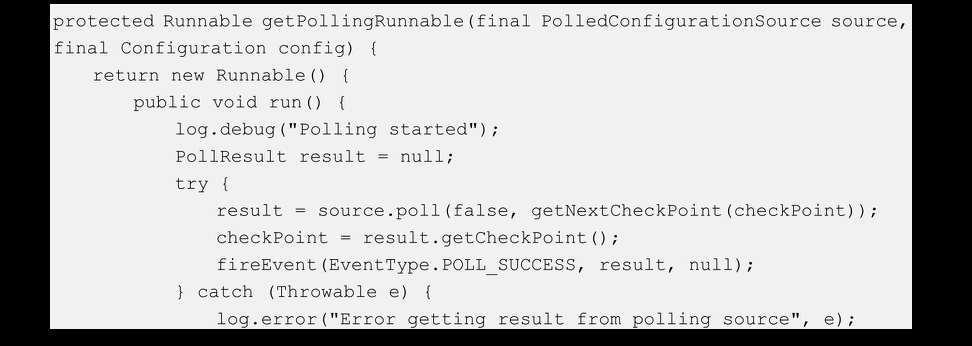 protected Runnable getPollingRunnable(final PolledConfigurationSource source,
final Configuration config) {
    return new Runnable() {
        public void run() {
            log.debug("Polling started");
            PollResult result = null;
            try {
                result = source.poll(false, getNextCheckPoint(checkPoint));
                checkPoint = result.getCheckPoint();
                fireEvent(EventType.POLL_SUCCESS, result, null);
            } catch (Throwable e) {
                log.error("Error getting result from polling source", e);